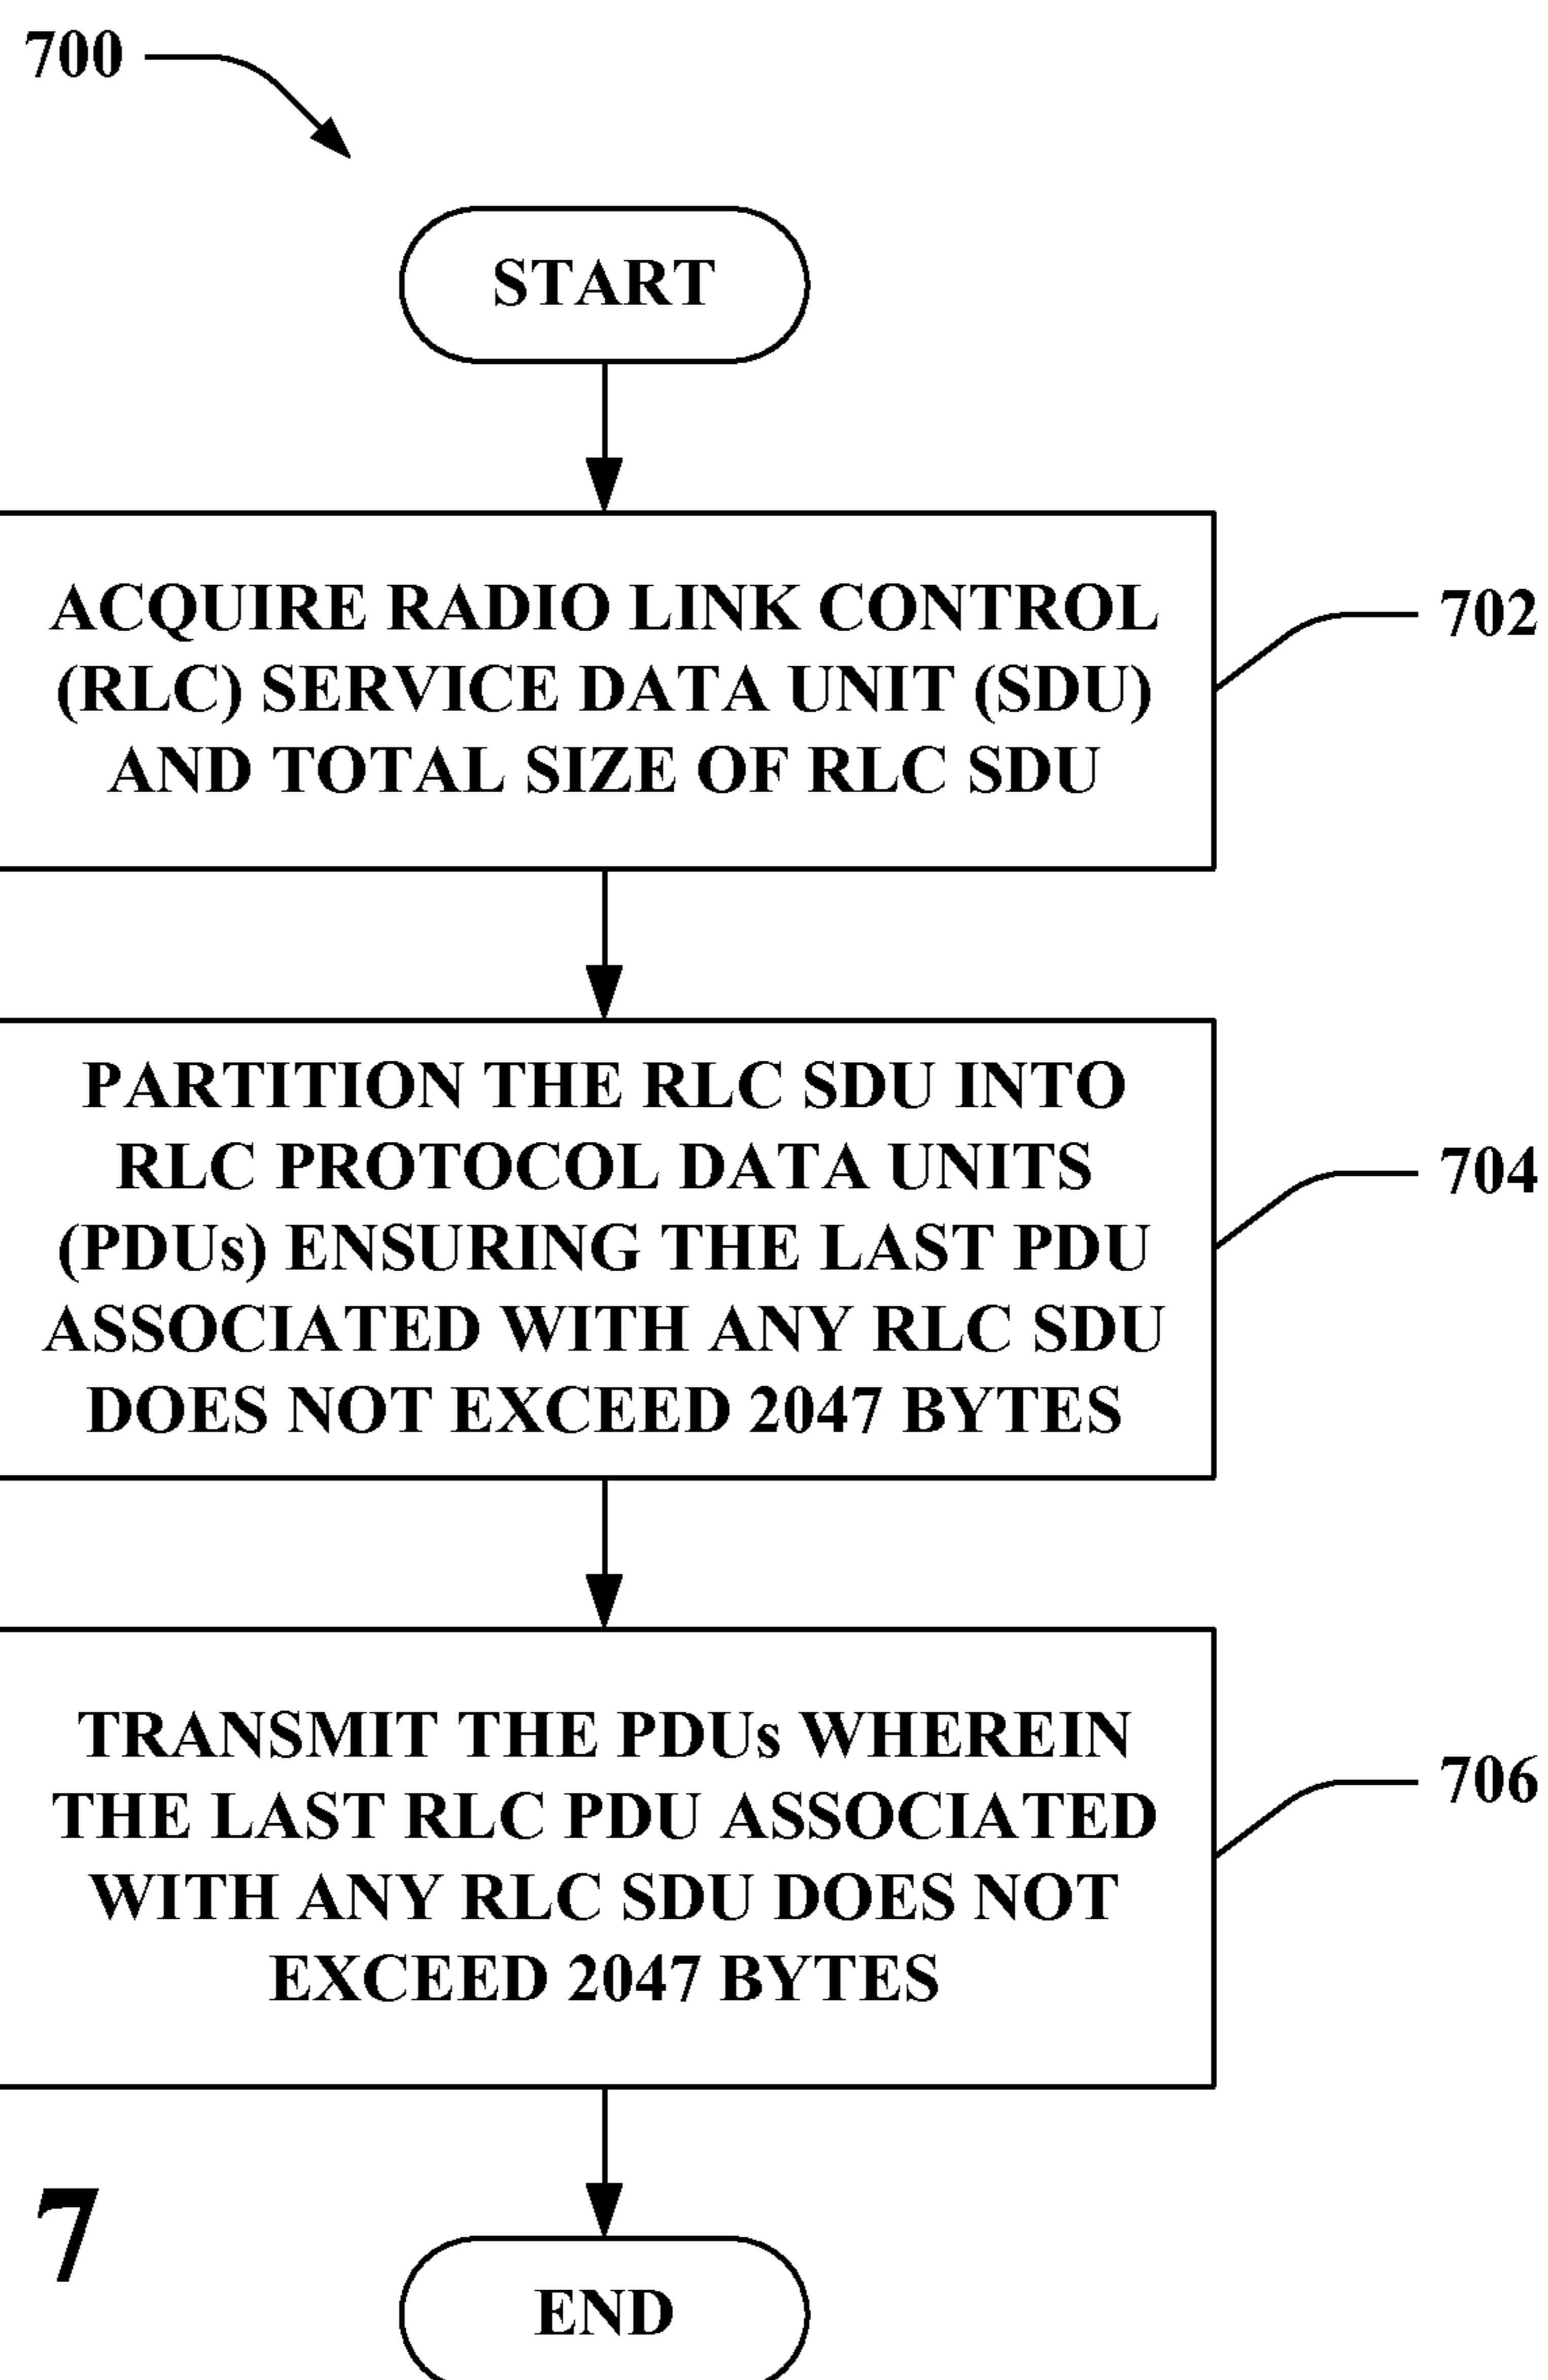 700
START
ACQUIRE RADIO LINK CONTROL
(RLC) SERVICE DATA UNIT (SDU)
AND TOTAL SIZE OF RLC SDU
702
PARTITION THE RLC SDU INTO
RLC PROTOCOL DATA UNITS
(PDUs) ENSURING THE LAST PDU
ASSOCIATED WITH ANY RLC SDU
DOES NOT EXCEED 2047 BYTES
704
TRANSMIT THE PDUs WHEREIN
THE LAST RLC PDU ASSOCIATED
WITH ANY RLC SDU DOES NOT
EXCEED 2047 BYTES
706
7
END